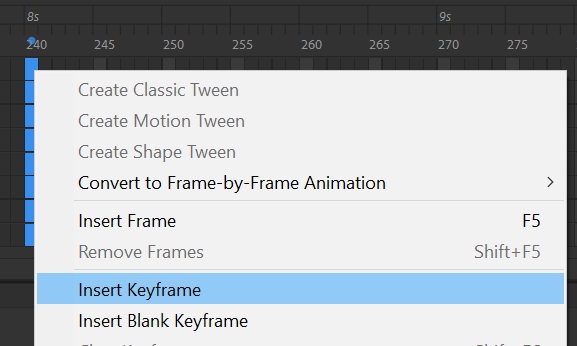 8s 9s
240 245 250 255 260 265 270 275
Create Classic Tween
Create Motion Tween
Create Shape Tween
Convert to Frame-by-Frame Animation
Insert Frame F5
Remove Frames Shift+F5
Insert Keyframe
Insert Blank Keyframe